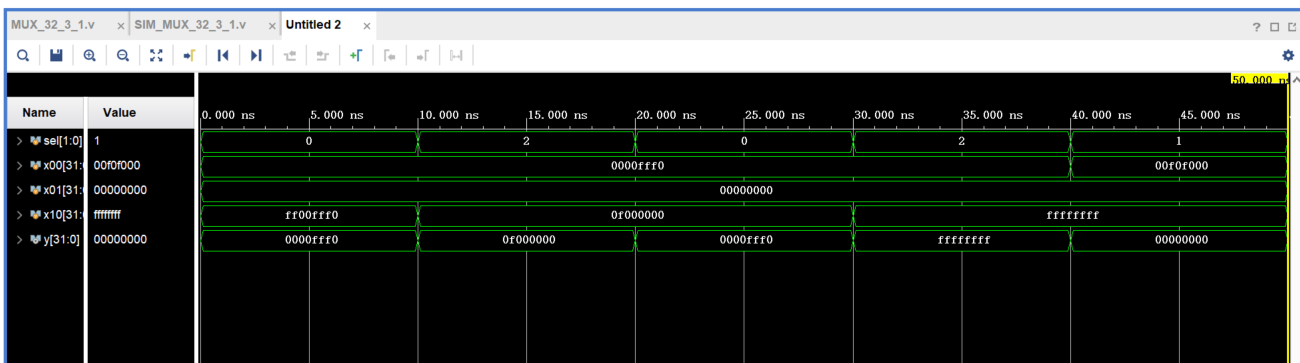 MUX_32_3_1.v × SIM_MUX_32_3_1.v × Untitled 2 × ?
50.000 ns
Name Value 0.000 ns 5.000 ns 10.000 ns 15.000 ns 20.000 ns 25.000 ns 30.000 ns 35.000 ns 40.000 ns 45.000 ns
> sel[1:0] 1 0 2 0 2 1
> x00[31: 00f0f000 0000fff0 00f0f000
> x01[31: 00000000 00000000
> x10[31: ffffffff ff00fff0 0f000000 ffffffff
> y[31:0] 00000000 0000fff0 0f000000 0000fff0 ffffffff 00000000